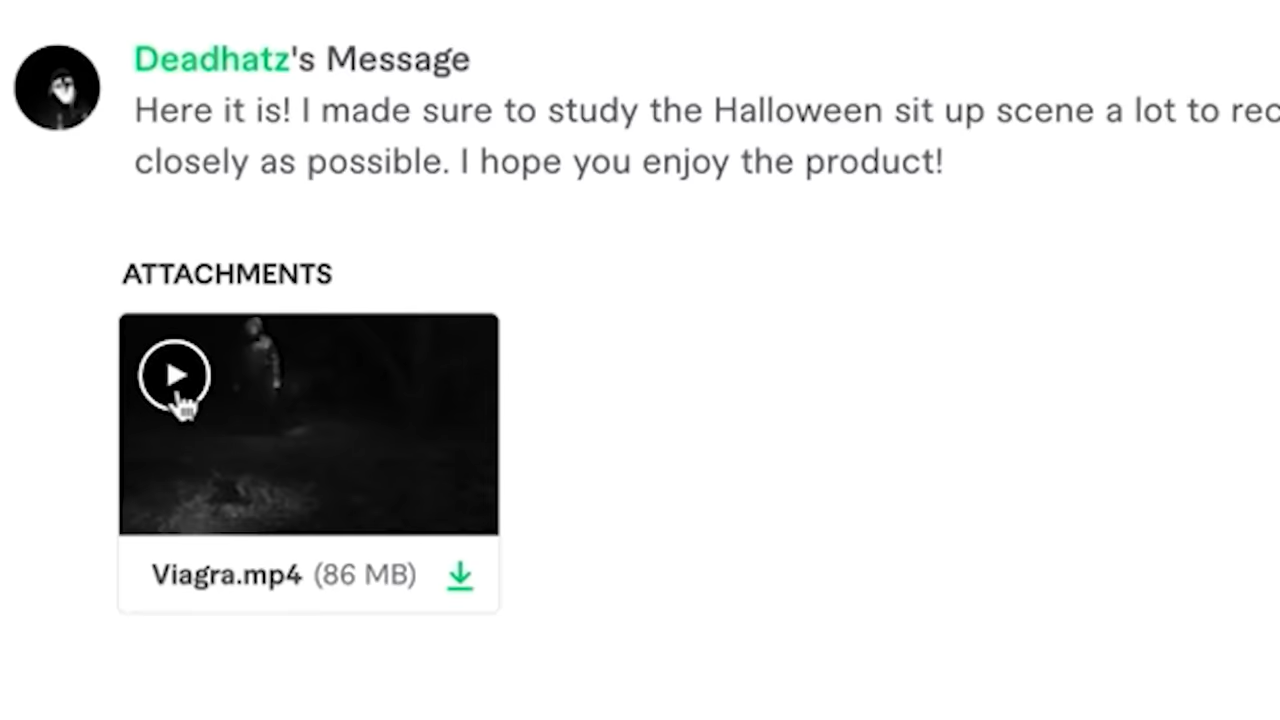 Deadhatz's Message
Here it is! I made sure to study the Halloween sit up scene a lot to
closely as possible. I hope you enjoy the product!
ATTACHMENTS
Viagra.mp4 (86 MB)